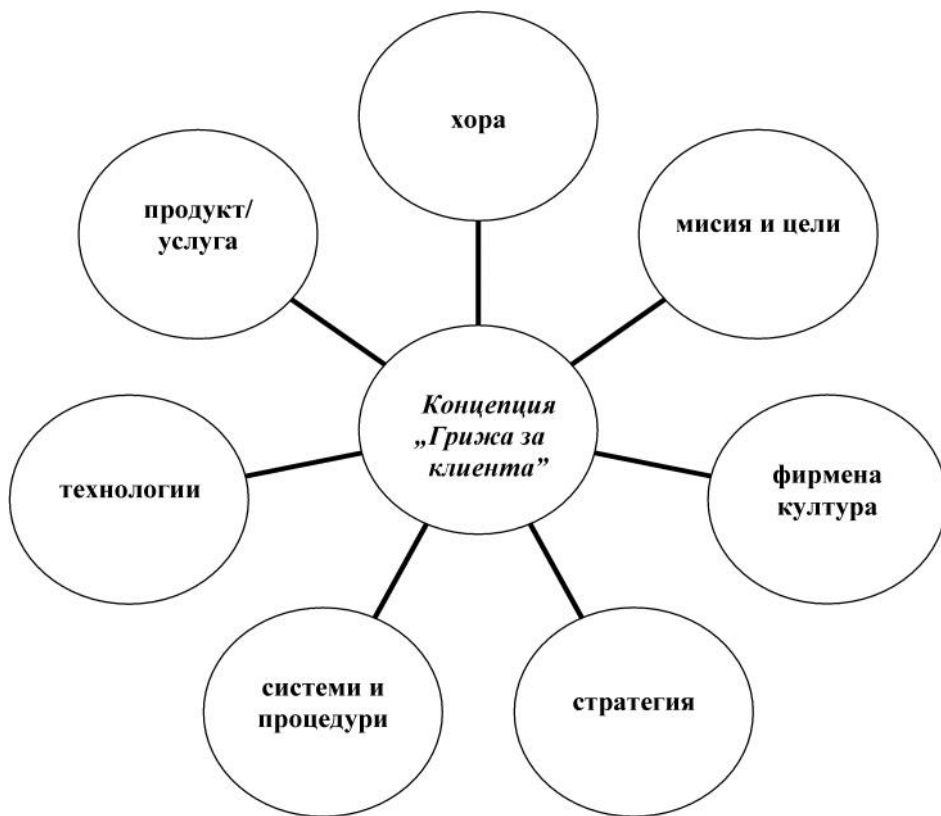 хора
мисия и цели
фирмена
култура
стратегия
системи и
процедури
технологии
продукт/
услуга
Концепция
„Грижа за
клиента”